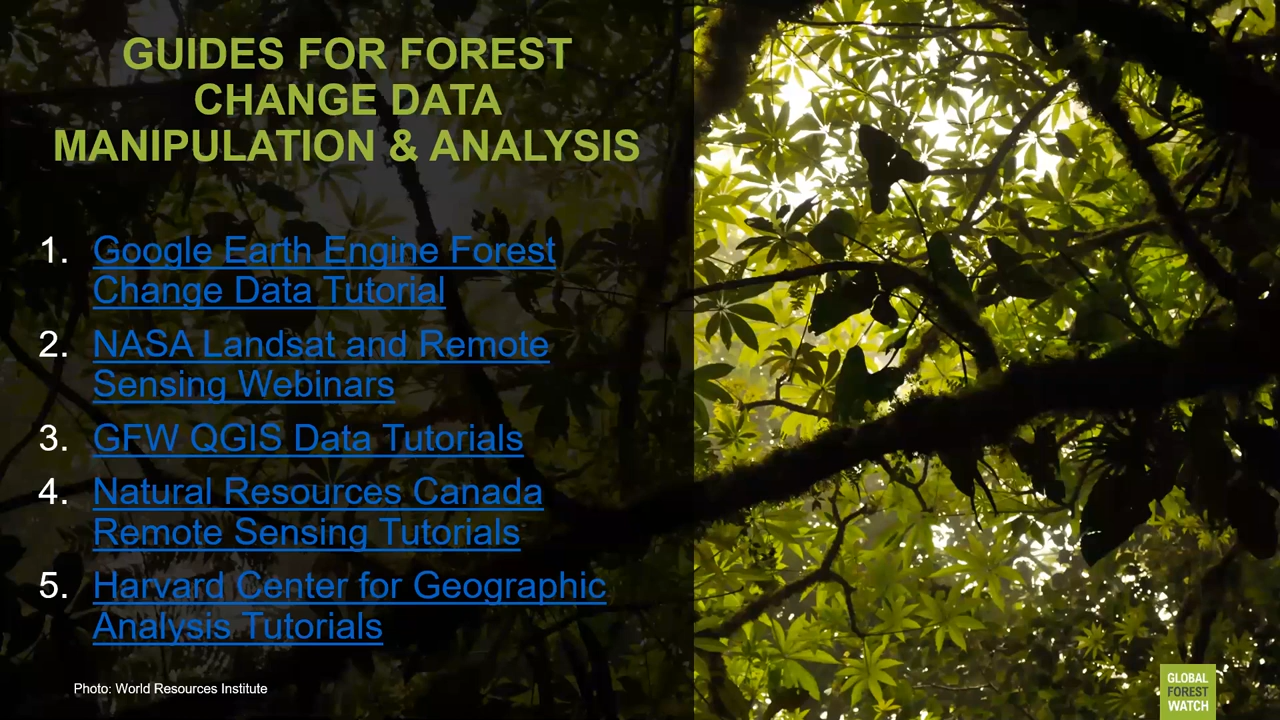 GUIDES FOR FOREST
CHANGE DATA
MANIPULATION & ANALYSIS
1. Google Earth Engine Forest
Change Data Tutorial
2. NASA Landsat and Remote
Sensing Webinars
3. GFW QGIS Data Tutorials
4. Natural Resources Canada
Remote Sensing Tutorials
5. Harvard Center for Geographic
Analysis Tutorials
Photo: World Resources Institute
GLOBAL
FOREST
WATCH